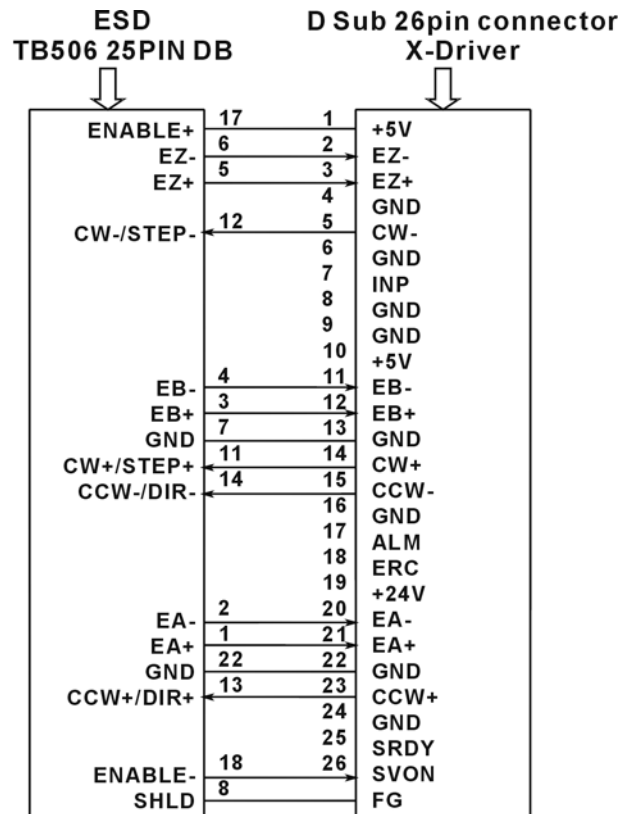 ESD D Sub 26pin connector
TB506 25PIN DB X-Driver
ENABLE+ 17 1 +5V
EZ- 6 2 EZ-
EZ+ 5 3 EZ+
4 GND
CW-/STEP- 12 5 CW-
6 GND
7 INP
8 GND
9 GND
10 +5V
EB- 4 11 EB-
EB+ 3 12 EB+
GND 7 13 GND
CW+/STEP+ 11 14 CW+
CCW-/DIR- 14 15 CCW-
16 GND
17 ALM
18 ERC
19 +24V
EA- 2 20 EA-
EA+ 1 21 EA+
GND 22 22 GND
CCW+/DIR+ 13 23 CCW+
24 GND
25 SRDY
ENABLE- 18 26 SVON
SHLD 8 FG